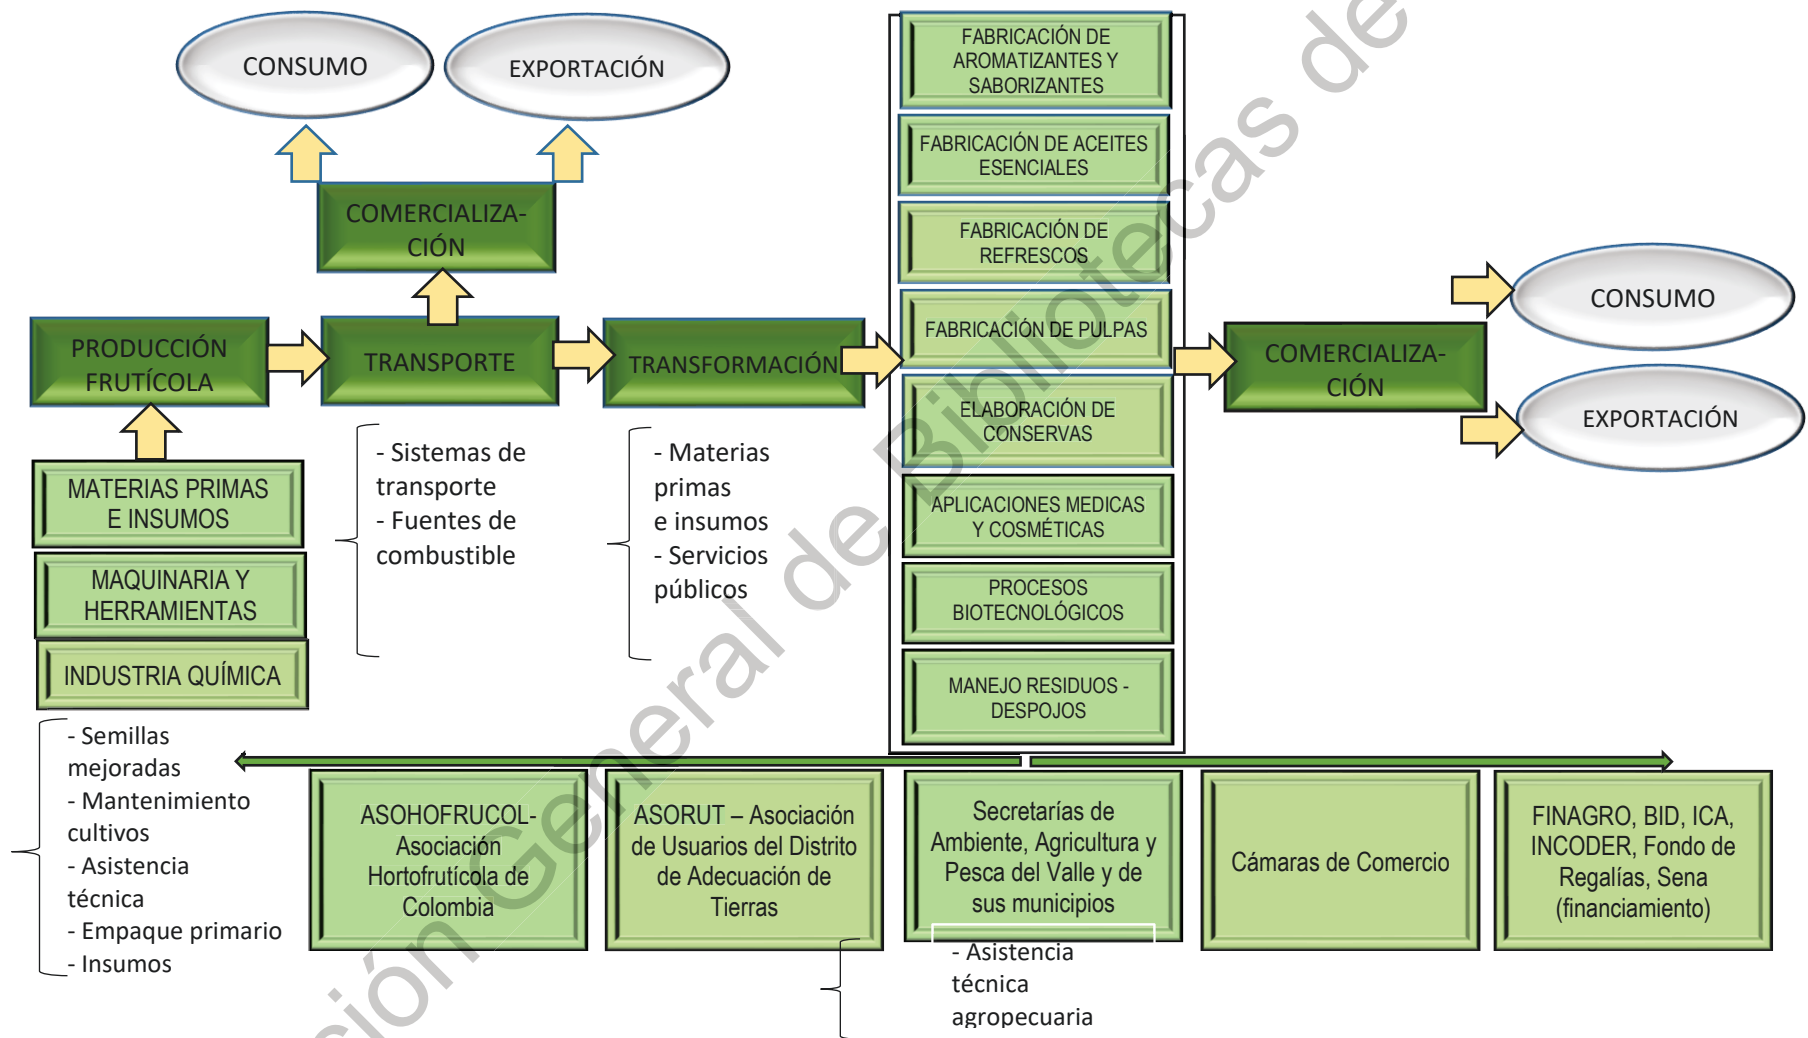 CONSUMO
EXPORTACIÓN
COMERCIALIZA-
CIÓN
PRODUCCIÓN
FRUTÍCOLA
TRANSPORTE
TRANSFORMACIÓN
MATERIAS PRIMAS
E INSUMOS
MAQUINARIA Y
HERRAMIENTAS
INDUSTRIA QUÍMICA
- Semillas
mejoradas
- Mantenimiento
cultivos
- Asistencia
técnica
- Empaque primario
- Insumos
- Sistemas de
transporte
- Fuentes de
combustible
- Materias
primas
e insumos
- Servicios
públicos
FABRICACIÓN DE
AROMATIZANTES Y
SABORIZANTES
FABRICACIÓN DE ACEITES
ESENCIALES
FABRICACIÓN DE
REFRESCOS
FABRICACIÓN DE PULPAS
ELABORACIÓN DE
CONSERVAS
APLICACIONES MEDICAS
Y COSMÉTICAS
PROCESOS
BIOTECNOLÓGICOS
MANEJO RESIDUOS -
DESPOJOS
COMERCIALIZA-
CIÓN
CONSUMO
EXPORTACIÓN
ASOHOFRUCOL-
Asociación
Hortofrutícola de
Colombia
ASORUT – Asociación
de Usuarios del Distrito
de Adecuación de
Tierras
Secretarías de
Ambiente, Agricultura y
Pesca del Valle y de
sus municipios
- Asistencia
técnica
agropecuaria
Cámaras de Comercio
FINAGRO, BID, ICA,
INCODER, Fondo de
Regalías, Sena
(financiamiento)
ción General de Bibliotecas de